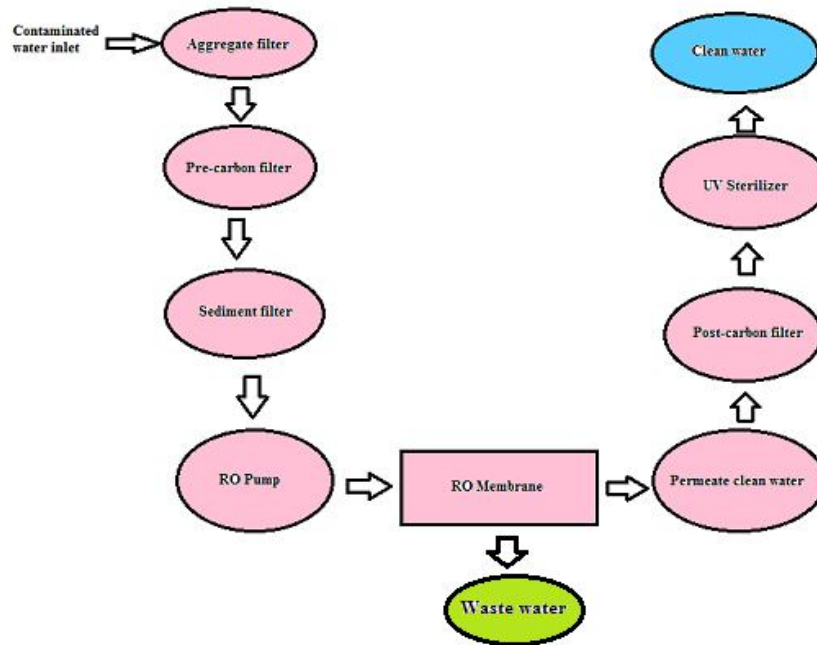 Contaminated
water inlet
Aggregate filter
Pre-carbon filter
Sediment filter
RO Pump
RO Membrane
Waste water
Permeate clean water
Post-carbon filter
UV Sterilizer
Clean water